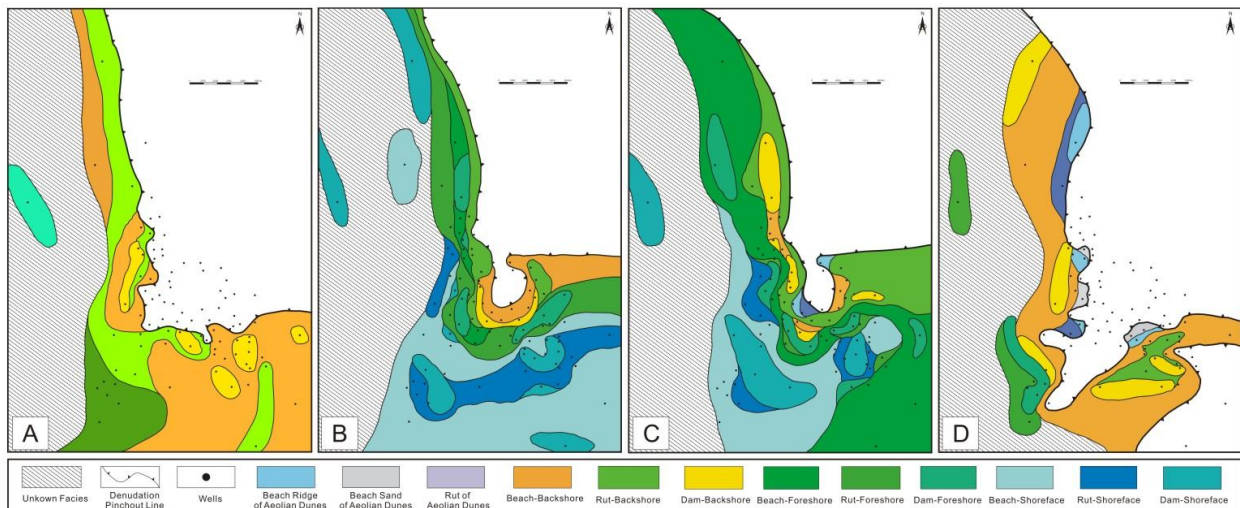 N
N
N
N
A
B
C
D
Unkown Facies
Denudation
Pinchout Line
Wells
Beach Ridge
of Aeolian Dunes
Beach Sand
of Aeolian Dunes
Rut of
Aeolian Dunes
Beach-Backshore
Rut-Backshore
Dam-Backshore
Beach-Foreshore
Rut-Foreshore
Dam-Foreshore
Beach-Shoreface
Rut-Shoreface
Dam-Shoreface